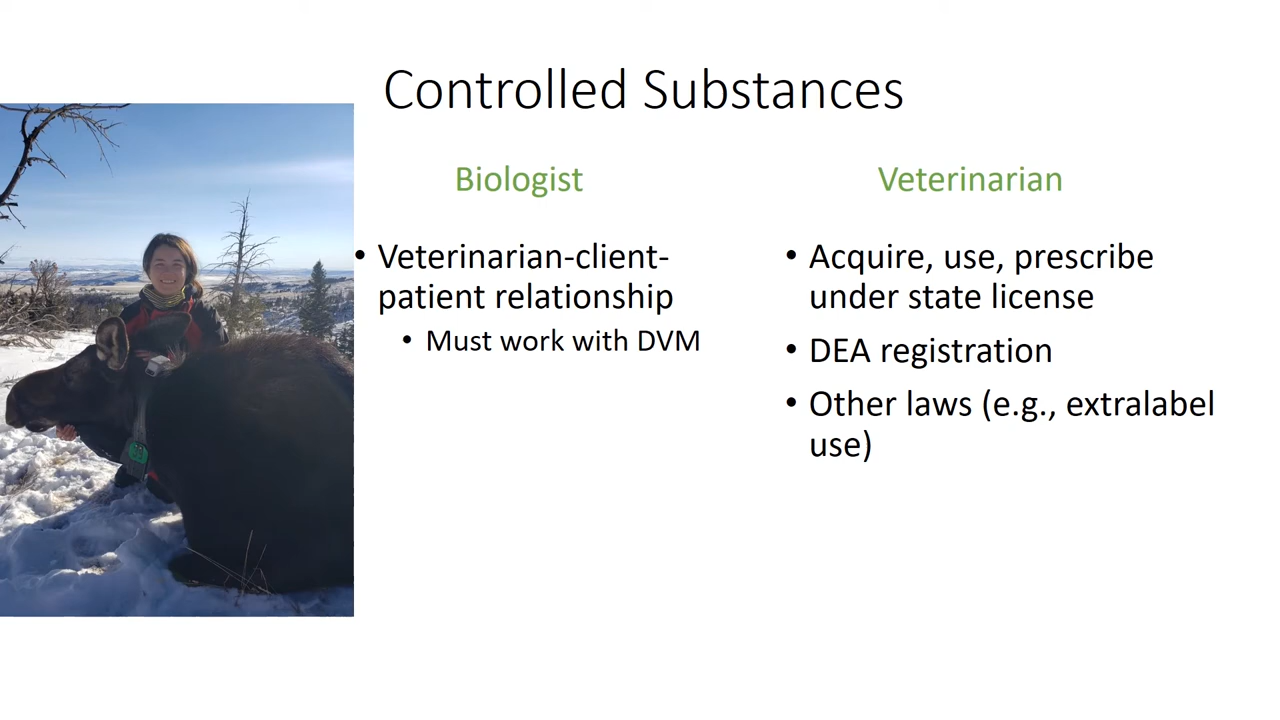 Controlled Substances
Biologist
• Veterinarian-client-
patient relationship
• Must work with DVM
Veterinarian
• Acquire, use, prescribe
under state license
• DEA registration
• Other laws (e.g., extralabel
use)